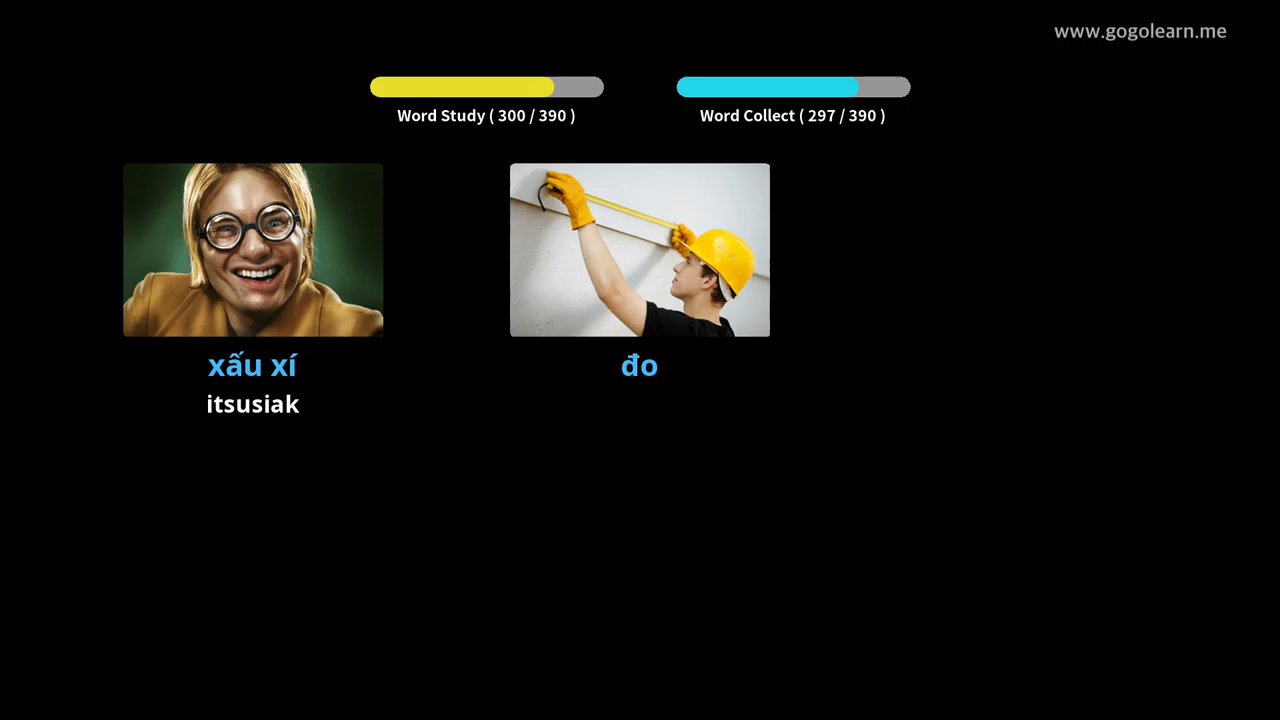 www.gogolearn.me
Word Study ( 300 / 390 )
Word Collect ( 297 / 390 )
xấu xí
itsusiak
đo